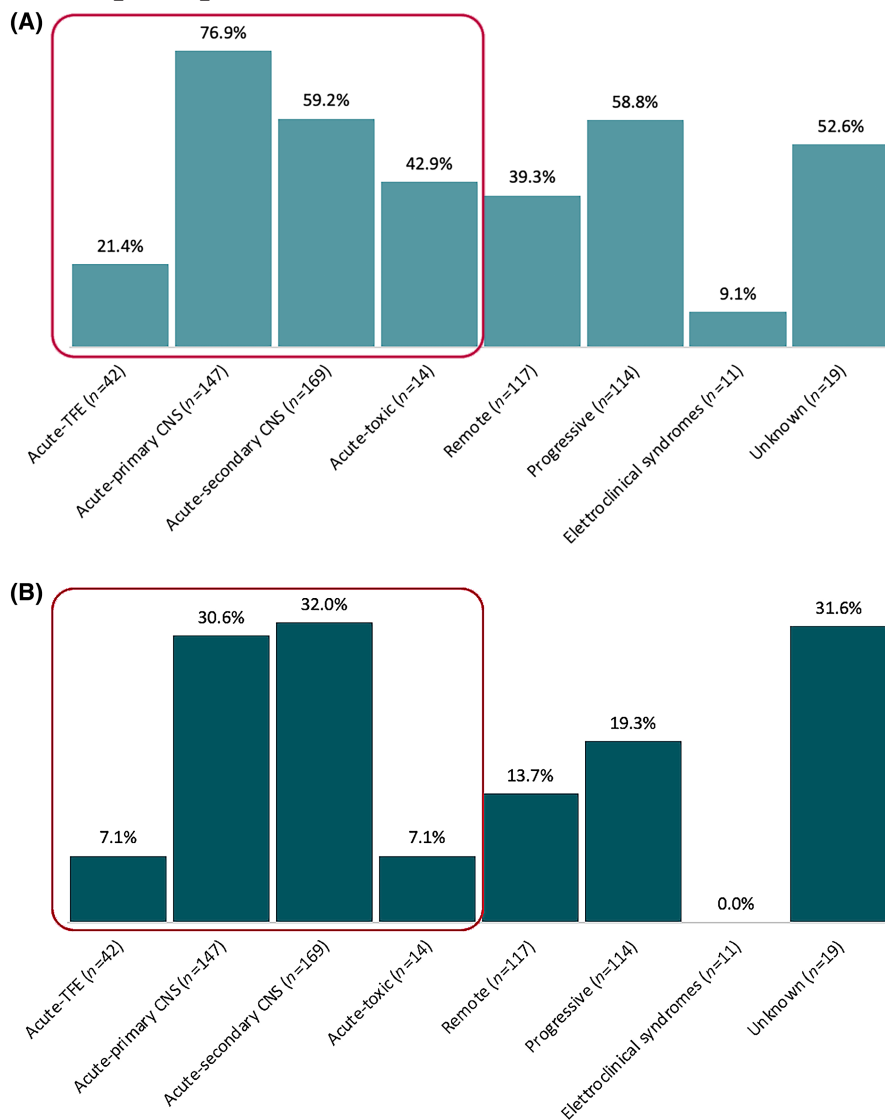 (A)
76.9%
59.2%
58.8%
52.6%
42.9%
39.3%
21.4%
9.1%
Acute-TFE (n=42)
Acute-primary CNS (n=147)
Acute-secondary CNS (n=169)
Acute-toxic (n=14)
Remote (n=117)
Progressive (n=114)
Elettroclinical syndromes (n=11)
Unknown (n=19)
(B)
30.6%
32.0%
31.6%
19.3%
13.7%
7.1%
7.1%
0.0%
Acute-TFE (n=42)
Acute-primary CNS (n=147)
Acute-secondary CNS (n=169)
Acute-toxic (n=14)
Remote (n=117)
Progressive (n=114)
Elettroclinical syndromes (n=11)
Unknown (n=19)